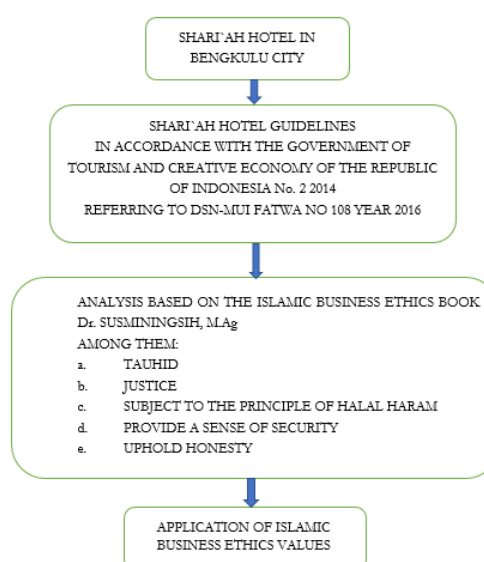 SHARI`AH HOTEL IN
BENGKULU CITY
SHARI`AH HOTEL GUIDELINES
IN ACCORDANCE WITH THE GOVERNMENT OF
TOURISM AND CREATIVE ECONOMY OF THE REPUBLIC
OF INDONESIA No. 2 2014
REFERRING TO DSN-MUI FATWA NO 108 YEAR 2016
ANALYSIS BASED ON THE ISLAMIC BUSINESS ETHICS BOOK
Dr. SUSMININGSIH, M.Ag
AMONG THEM:
a. TAUHID
b. JUSTICE
c. SUBJECT TO THE PRINCIPLE OF HALAL HARAM
d. PROVIDE A SENSE OF SECURITY
e. UPHOLD HONESTY
APPLICATION OF ISLAMIC
BUSINESS ETHICS VALUES